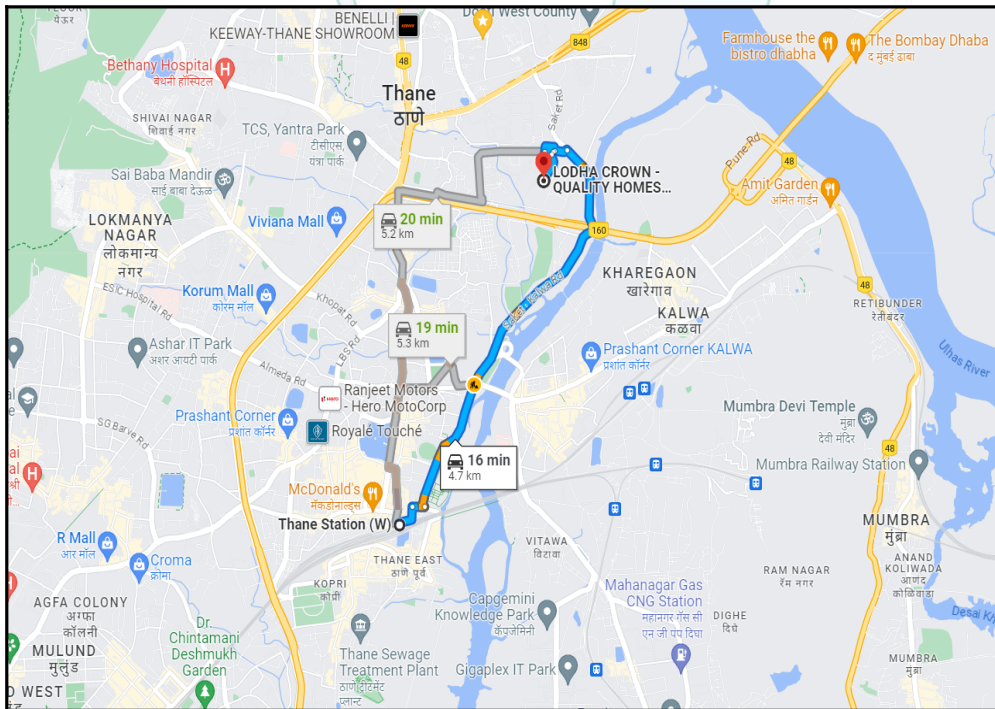 BENELLI |
KEEWAY-THANE SHOWROOM
848
48
Farmhouse the
bistro dhabha
The Bombay Dhaba
द मुंबई ढाबा
Bethany Hospital
बेथनी हॉस्पिटल
Thane
ठाणे
Saket Rd
SHIVAI NAGAR
शिवाई नगर
TCS, Yantra Park
टीसीएस,
यंत्रा पार्क
Pune Rd
48
LODHA CROWN -
QUALITY HOMES...
Sai Baba Mandir
साई बाबा देऊळ
Amit Garden
अमित गार्डन
LOKMANYA
NAGAR
लोकमान्य
नगर
Viviana Mall
20 min
5.2 km
160
KHAREGAON
खारेगाव
ESIC Hospital Rd
Korum Mall
कोरम मॉल
Khopat Rd
48
RETIBUNDER
रेतीबंदर
KALWA
कळवा
19 min
5.3 km
LBS Rd
Ashar IT Park
अशर आयटी पार्क
Prashant Corner KALWA
प्रशांत कॉर्नर
Ulhas River
Almeda Rd
Ranjeet Motors
- Hero MotoCorp
Prashant Corner
प्रशांत कॉर्नर
Royale Touché
Mumbra Devi Temple
मुंब्रा
देवी मंदिर
SG Barve Rd
48
16 min
4.7 km
Mumbra Railway Station
McDonald's
मॅकडोनाल्डस
Thane Station (W)
MUMBRA
मुंब्रा
R Mall
आर मॉल
Croma
क्रोमा
THANE EAST
ठाणे पूर्व
VITAWA
विटावा
RAM NAGAR
रॅम नगर
ANAND
KOLIWADA
आणद
कोळिवाडा
KOPRI
कोप्री
Mahanagar Gas
CNG Station
महानगर गॅस सी
एन जी पंप दिघा
DIGHE
दिघे
AGFA COLONY
अग्फा
कॉलनी
Capgemini
Knowledge Park
कॅपजेमिनी
Dr.
Chintamani
Deshmukh
Garden
MULUND
मुलुंड
Thane Sewage
Treatment Plant
ठाणे ट्रीटमेंट
प्लान्ट
Gigaplex IT Park
MUMBRA
मुंब्रा
D WEST